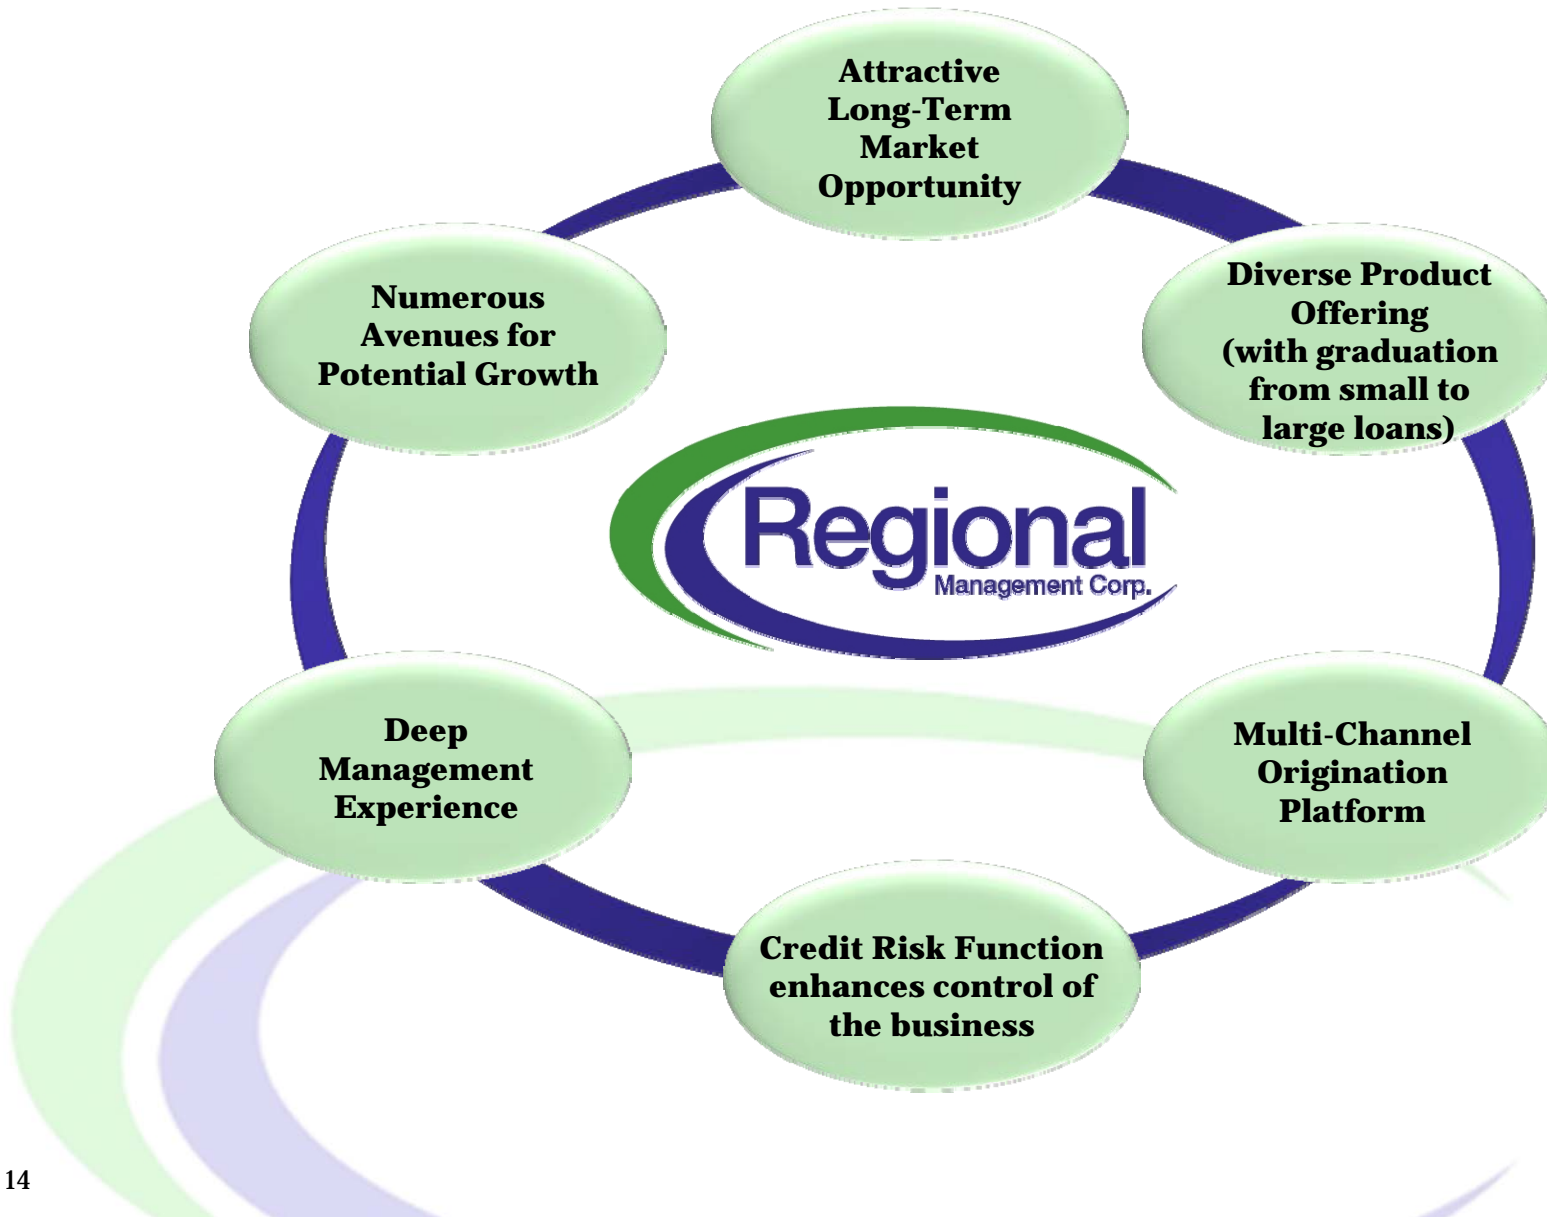 Attractive
Long-Term
Market
Opportunity
Diverse Product
Offering
(with graduation
from small to
large loans)
Numerous
Avenues for
Potential Growth
Regional
Management Corp.
Deep
Management
Experience
Multi-Channel
Origination
Platform
Credit Risk Function
enhances control of
the business
14